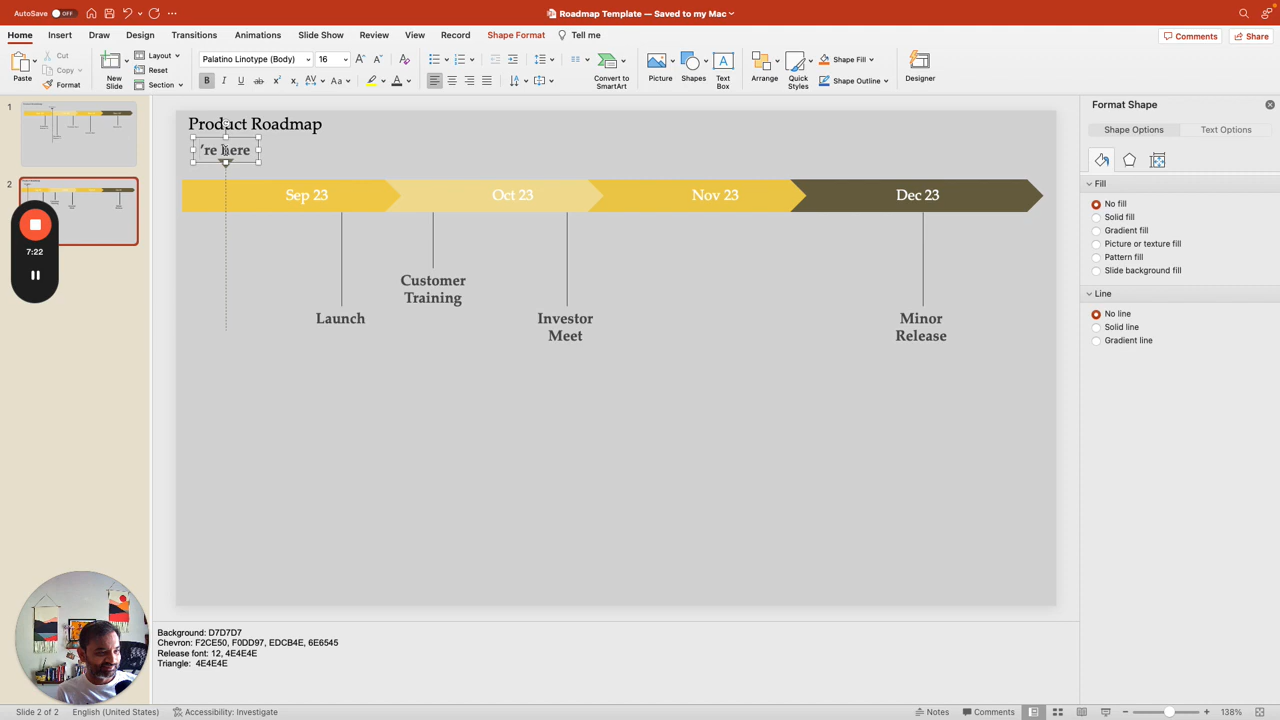 AutoSave OFF
Roadmap Template — Saved to my Mac
Home Insert Draw Design Transitions Animations Slide Show Review View Record Shape Format Tell me
Comments Share
Paste
Cut
Copy
Format
New Slide
Layout
Reset
Section
Palatino Linotype (Body) 16
Convert to SmartArt
Picture
Shapes
Text Box
Arrange
Quick Styles
Shape Fill
Shape Outline
Designer
1
2
7:22
Product Roadmap
’re here
Sep 23 Oct 23 Nov 23 Dec 23
Customer
Training
Launch
Investor
Meet
Minor
Release
Format Shape
Shape Options Text Options
Fill
No fill
Solid fill
Gradient fill
Picture or texture fill
Pattern fill
Slide background fill
Line
No line
Solid line
Gradient line
Background: D7D7D7
Chevron: F2CE50, F0DD97, EDCB4E, 6E6545
Release font: 12, 4E4E4E
Triangle: 4E4E4E
Slide 2 of 2 English (United States) Accessibility: Investigate Notes Comments 138%